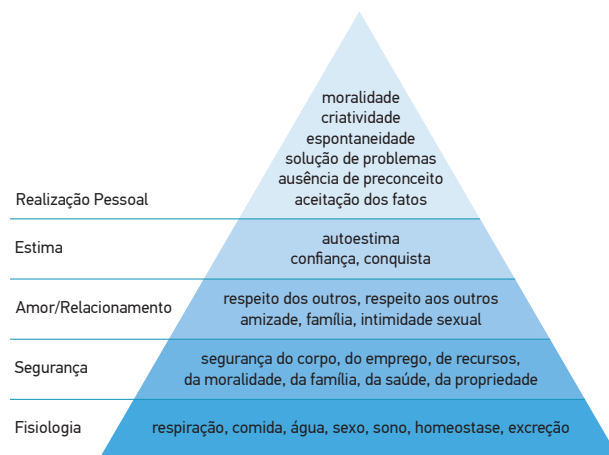 moralidade
criatividade
espontaneidade
solução de problemas
ausência de preconceito
Realização Pessoal
aceitação dos fatos
Estima
autoestima
confiança, conquista
Amor/Relacionamento
respeito dos outros, respeito aos outros
amizade, família, intimidade sexual
Segurança
segurança do corpo, do emprego, de recursos,
da moralidade, da família, da saúde, da propriedade
Fisiologia
respiração, comida, água, sexo, sono, homeostase, excreção